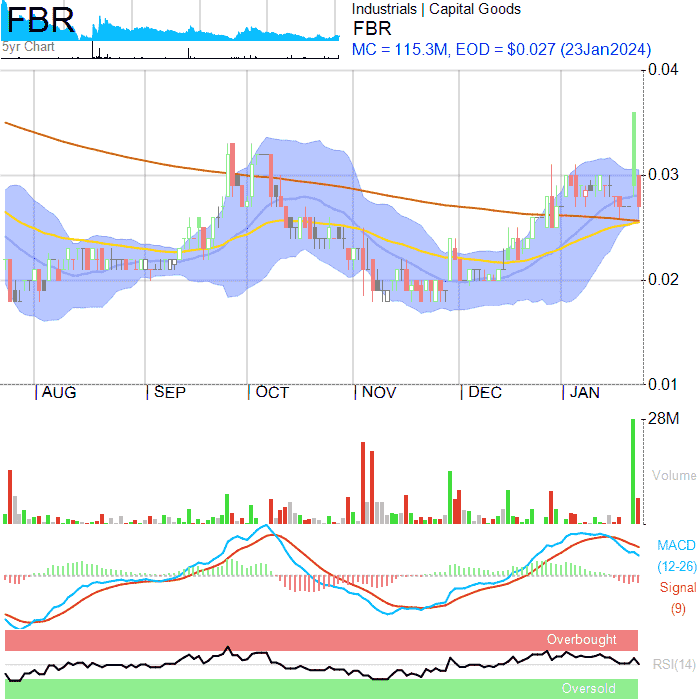 FBR
5yr Chart
Industrials | Capital Goods
FBR
MC = 115.3M, EOD = $0.027 (23Jan2024)
0.04
0.03
0.02
0.01
| AUG | SEP | OCT | NOV | DEC | JAN
28M
Volume
MACD
(12-26)
Signal
(9)
Overbought
RSI(14)
Oversold